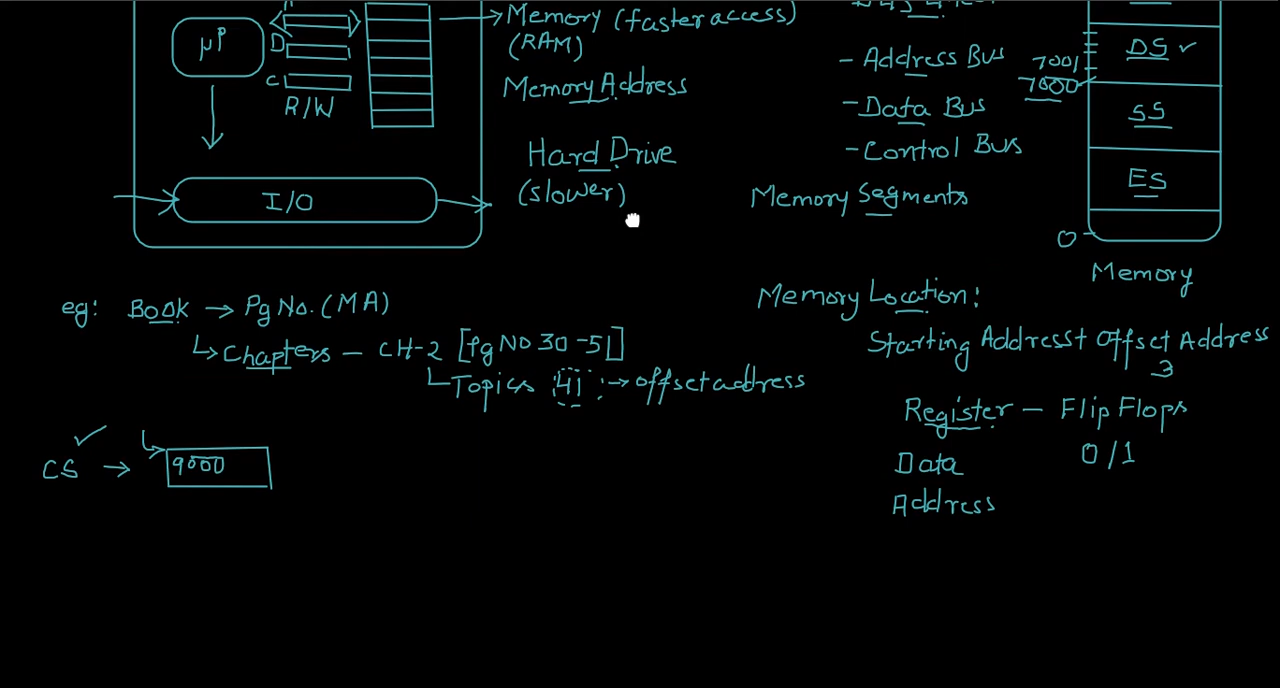 μP
D
C
R/W
Memory (faster access)
(RAM)
Memory Address
Hard Drive
(slower)
I/O
- Address Bus
- Data Bus
- Control Bus
Memory Segments
7001
7000
DS ✓
SS
ES
0
Memory
eg: Book → Pg No. (MA)
↳ Chapters - CH-2 [Pg NO 30-51]
↳ Topics 41 → offset address
Memory Location:
Starting Address + Offset Address
3
Register - Flip Flops
0/1
Data
Address
✓
CS → 9000